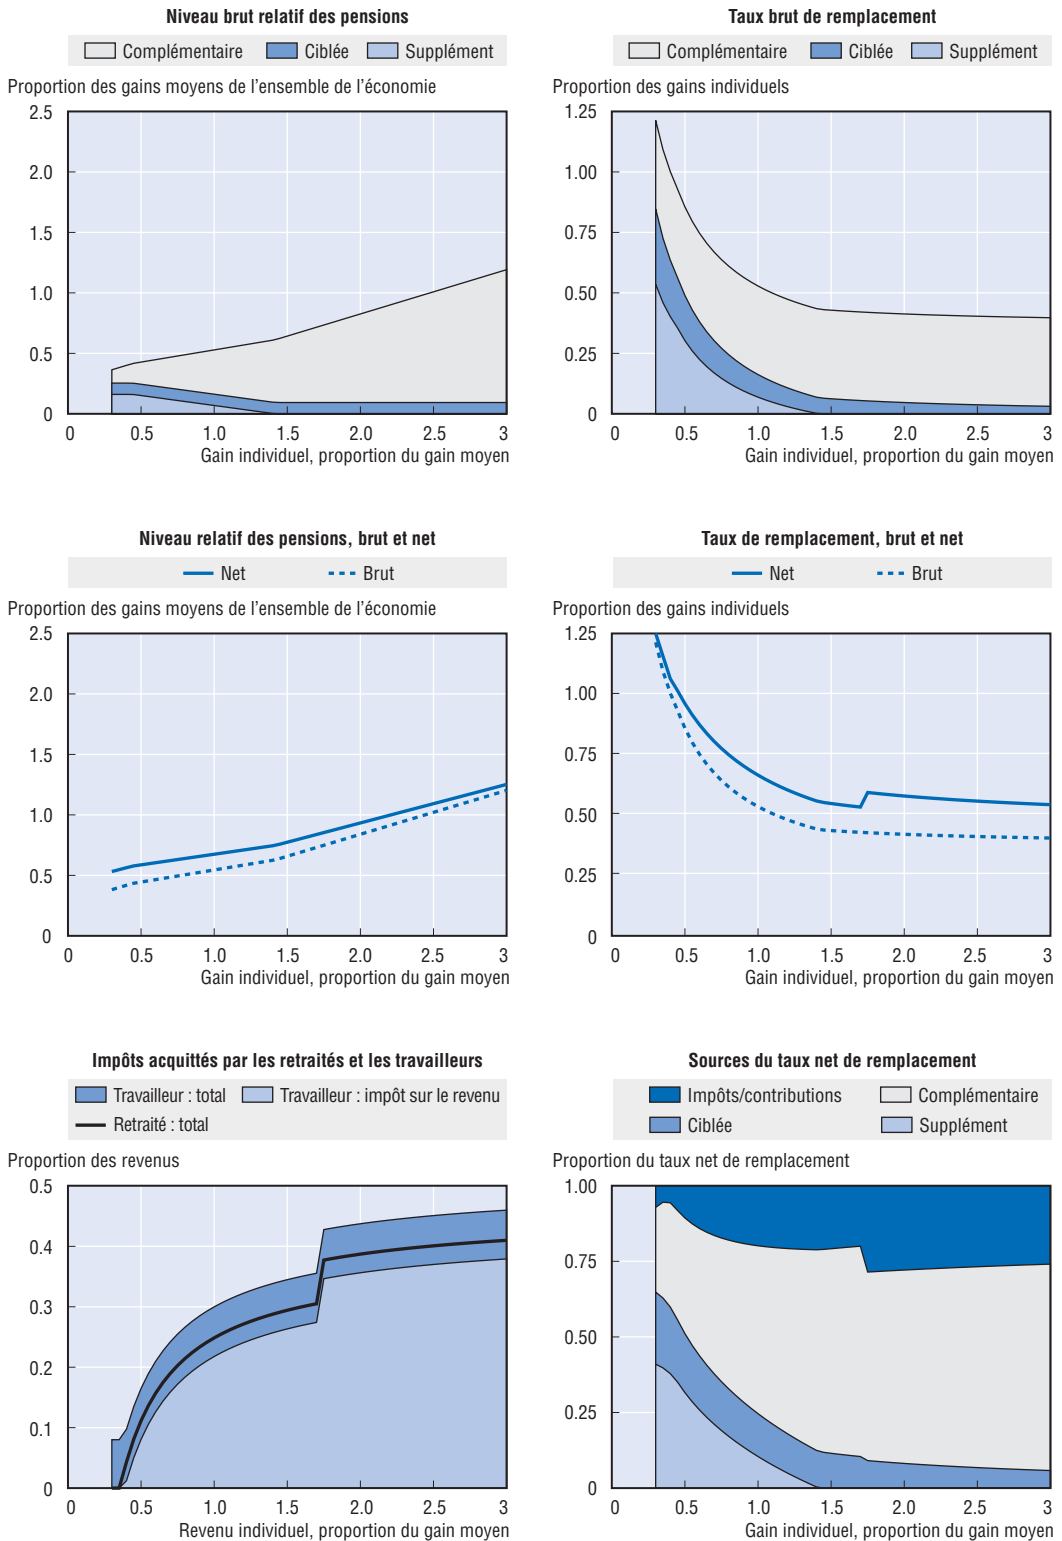 Niveau brut relatif des pensions
Complémentaire Ciblée Supplément
Proportion des gains moyens de l'ensemble de l'économie
2.5
2.0
1.5
1.0
0.5
0
0 0.5 1.0 1.5 2.0 2.5 3
Gain individuel, proportion du gain moyen
Taux brut de remplacement
Complémentaire Ciblée Supplément
Proportion des gains individuels
1.25
1.00
0.75
0.50
0.25
0
0 0.5 1.0 1.5 2.0 2.5 3
Gain individuel, proportion du gain moyen
Niveau relatif des pensions, brut et net
Net Brut
Proportion des gains moyens de l'ensemble de l'économie
2.5
2.0
1.5
1.0
0.5
0
0 0.5 1.0 1.5 2.0 2.5 3
Gain individuel, proportion du gain moyen
Taux de remplacement, brut et net
Net Brut
Proportion des gains individuels
1.25
1.00
0.75
0.50
0.25
0
0 0.5 1.0 1.5 2.0 2.5 3
Gain individuel, proportion du gain moyen
Impôts acquittés par les retraités et les travailleurs
Travailleur : total Travailleur : impôt sur le revenu
Retraité : total
Proportion des revenus
0.5
0.4
0.3
0.2
0.1
0
0 0.5 1.0 1.5 2.0 2.5 3
Revenu individuel, proportion du gain moyen
Sources du taux net de remplacement
Impôts/contributions Complémentaire
Ciblée Supplément
Proportion du taux net de remplacement
1.00
0.75
0.50
0.25
0
0 0.5 1.0 1.5 2.0 2.5 3
Gain individuel, proportion du gain moyen